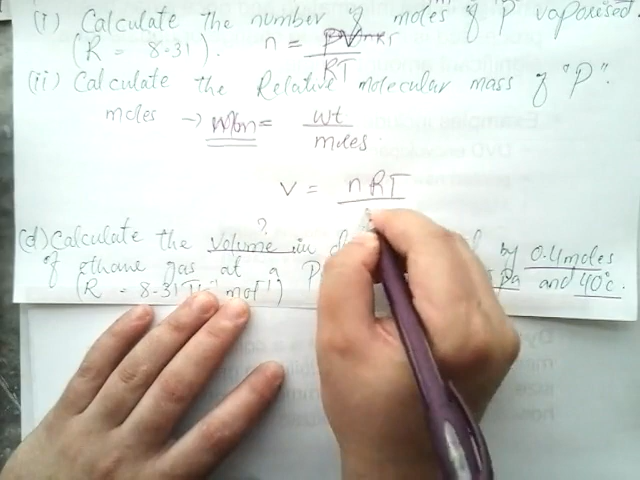 (i) Calculate the number of moles of P vaporised.
(R = 8.31). n = PV
RT
(ii) Calculate the Relative molecular mass of "P".
moles → Mm = wt
moles.
V = nRT
?
(d) Calculate the volume in by 0.4 moles
of ethane gas at a P and 40°c.
(R = 8.31